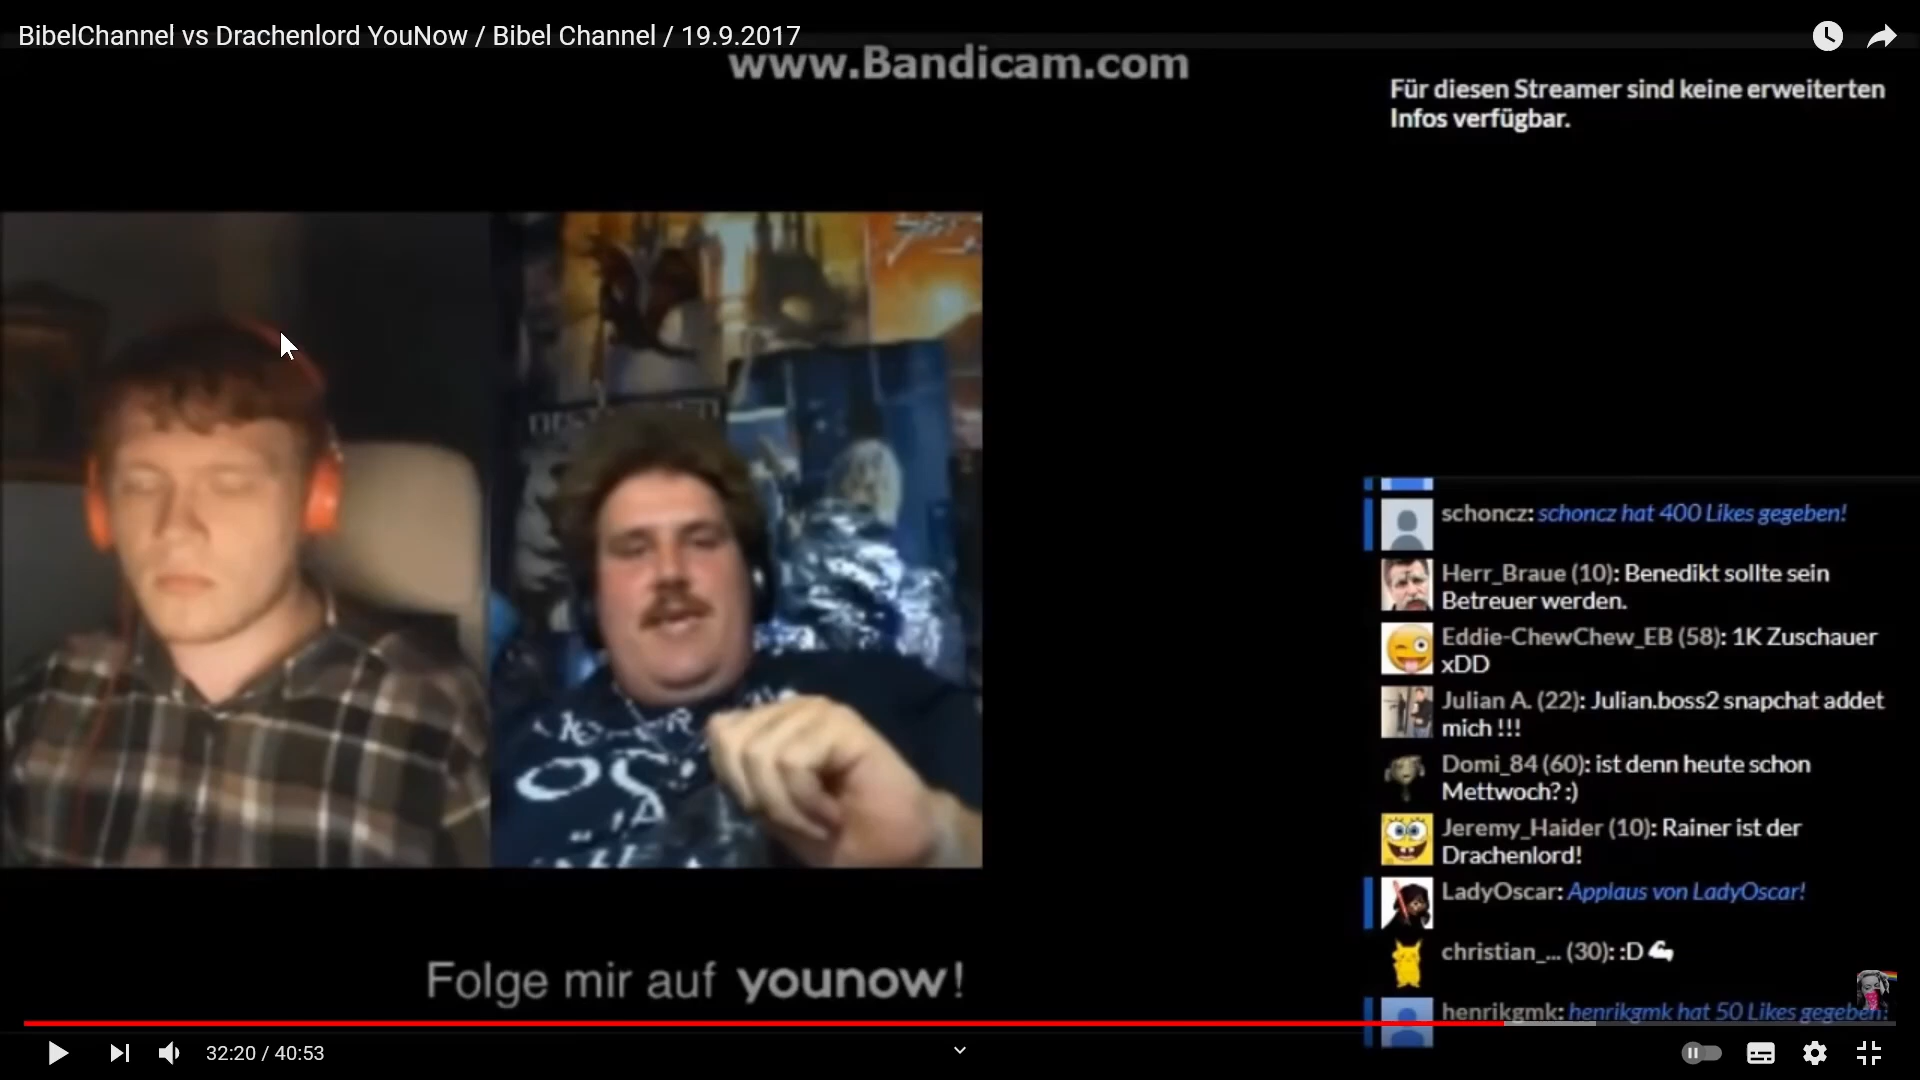 BibelChannel vs Drachenlord YouNow / Bibel Channel / 19.9.2017
www.Bandicam.com
Für diesen Streamer sind keine erweiterten
Infos verfügbar.
schoncz: schoncz hat 400 Likes gegeben!
Herr_Braue (10): Benedikt sollte sein
Betreuer werden.
Eddie-ChewChew_EB (58): 1K Zuschauer
xDD
Julian A. (22): Julian.boss2 snapchat addet
mich !!!
Domi_84 (60): ist denn heute schon
Mettwoch? :)
Jeremy_Haider (10): Rainer ist der
Drachenlord!
LadyOscar: Applaus von LadyOscar!
christian_... (30): :D
henrikgmk: henrikgmk hat 50 Likes gegeben!
Folge mir auf younow!
32:20 / 40:53